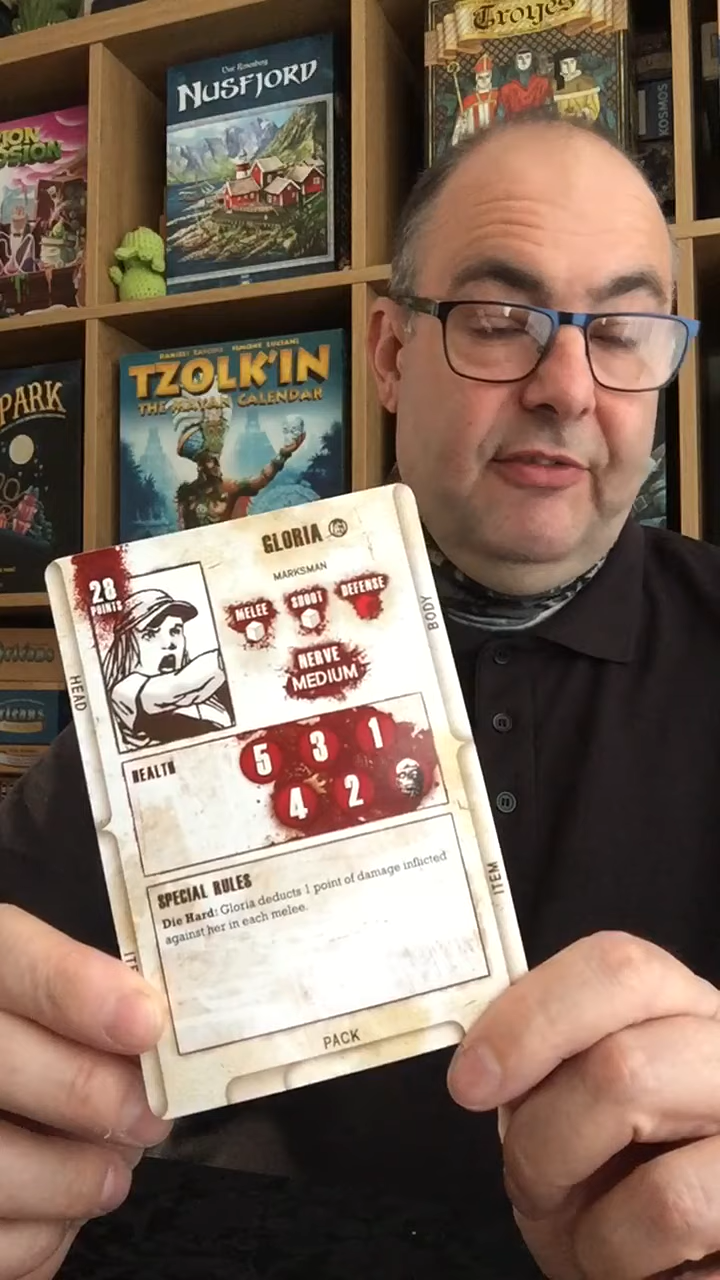 Troyes
Uwe Rosenberg
NUSFJORD
KOSMOS
DANIELE TASCINI SIMONE LUCIANI
TZOLK'IN
THE MAYAN CALENDAR
PARK
GLORIA
MARKSMAN
28
POINTS
MELEE
SHOOT
DEFENSE
NERVE
MEDIUM
HEAD
BODY
HEALTH
5 3 1
4 2
SPECIAL RULES
Die Hard: Gloria deducts 1 point of damage inflicted
against her in each melee.
ITEM
PACK